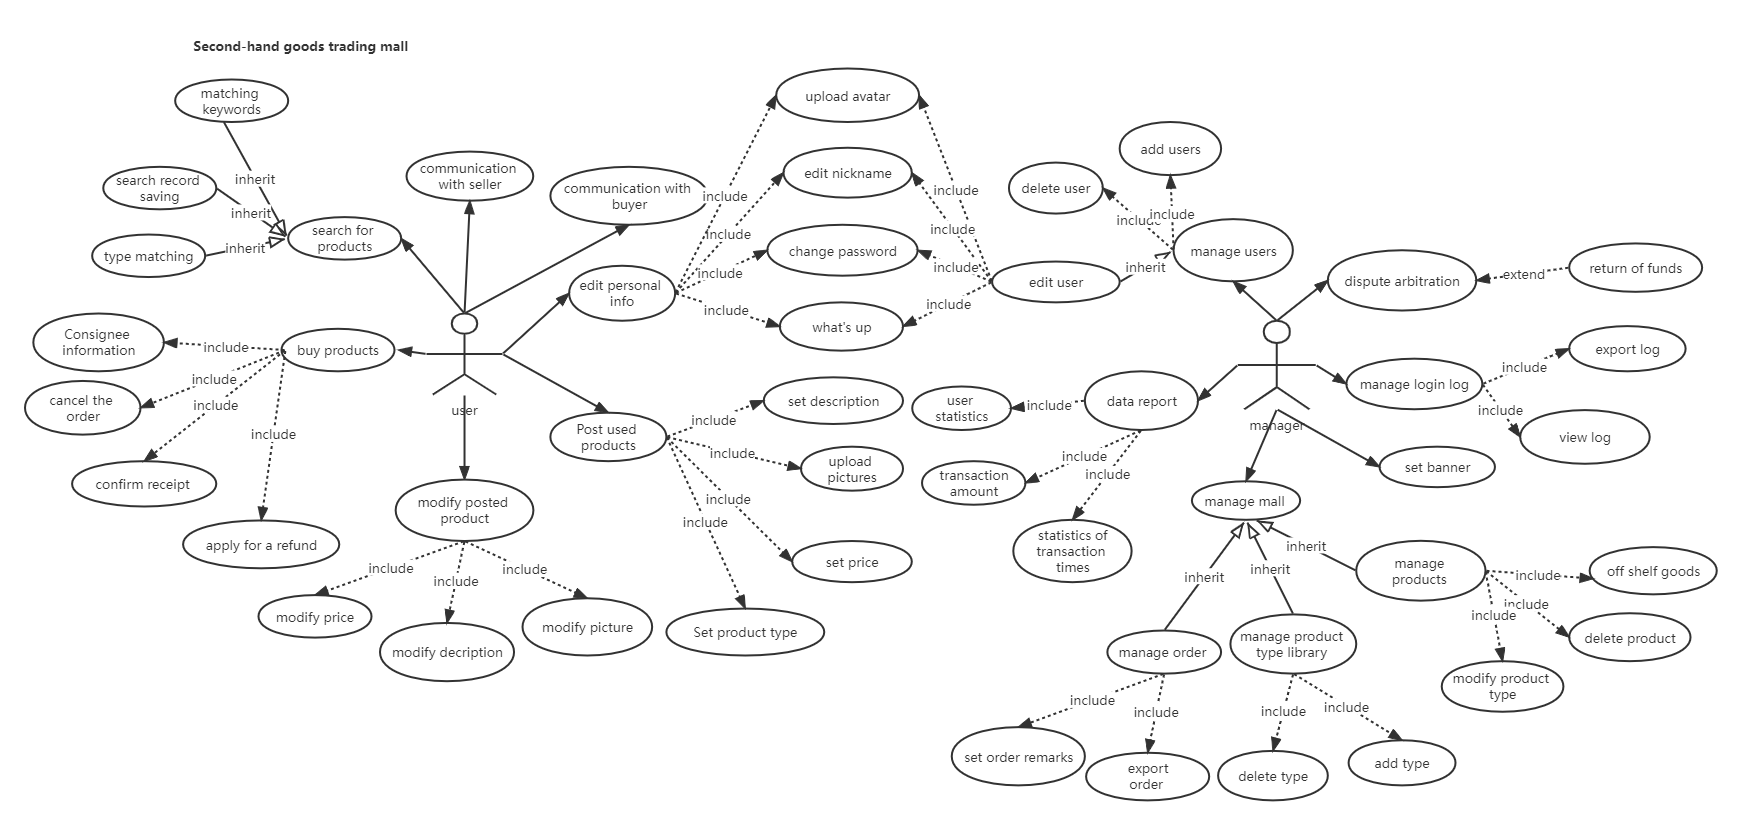 Second-hand goods trading mall
matching
keywords
inherit
search record
saving
inherit
type matching
inherit
search for
products
communication
with seller
communication with
buyer
edit personal
info
include
include
include
include
upload avatar
edit nickname
change password
what's up
include
include
include
include
edit user
inherit
delete user
add users
include
include
manage users
dispute arbitration
extend
return of funds
Consignee
information
include
buy products
cancel the
order
include
include
include
confirm receipt
apply for a refund
user
Post used
products
include
set description
include
upload
pictures
include
set price
include
Set product type
modify posted
product
include
include
include
modify price
modify decription
modify picture
user
statistics
include
data report
include
transaction
amount
include
statistics of
transaction
times
manager
manage login log
include
export log
include
view log
set banner
manage mall
inherit
inherit
inherit
manage
products
include
off shelf goods
include
delete product
include
modify product
type
manage order
manage product
type library
include
include
set order remarks
export
order
include
include
delete type
add type